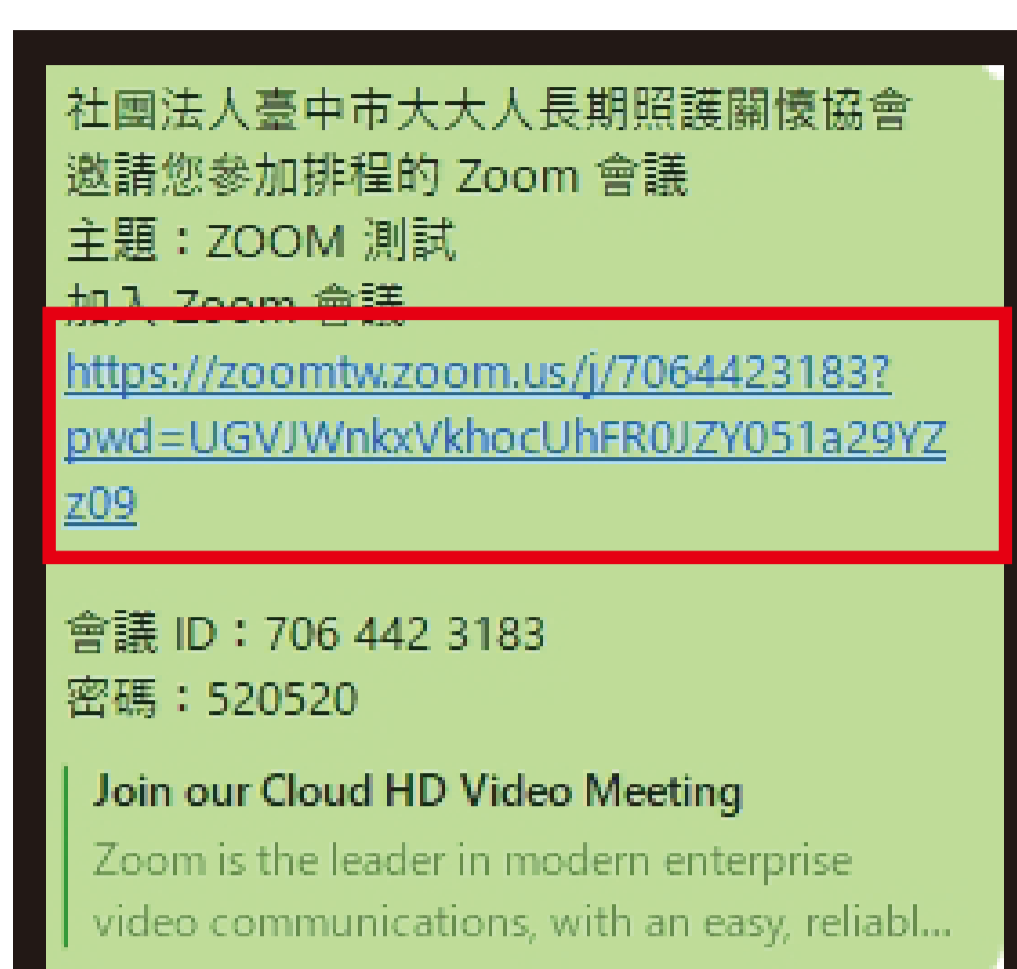 社團法人臺中市大大人長期照護關懷協會
邀請您參加排程的 Zoom 會議
主題：ZOOM 測試
加入 Zoom 會議
https://zoomtw.zoom.us/j/7064423183?
pwd=UGVJWnkxVkhocUhFR0JZY051a29YZ
z09
會議 ID：706 442 3183
密碼：520520
Join our Cloud HD Video Meeting
Zoom is the leader in modern enterprise
video communications, with an easy, reliabl...